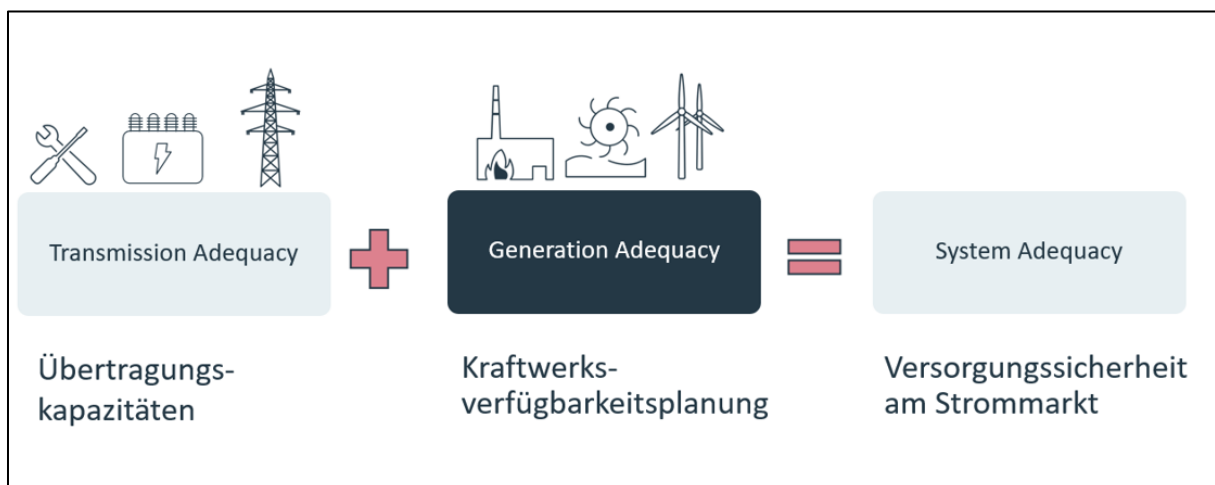 Transmission Adequacy
Generation Adequacy
System Adequacy
Übertragungs-
kapazitäten
Kraftwerks-
verfügbarkeitsplanung
Versorgungssicherheit
am Strommarkt